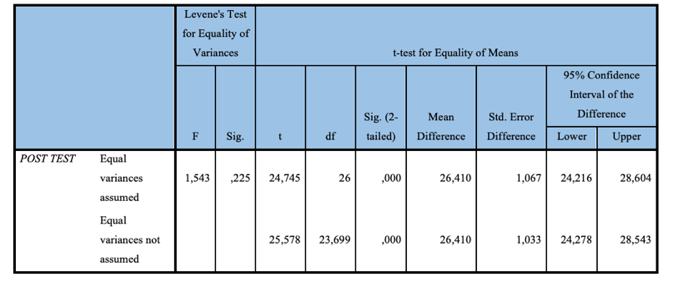 Levene's Test
for Equality of
Variances
t-test for Equality of Means
95% Confidence
Interval of the
Difference
F Sig. t df Sig. (2-
tailed) Mean
Difference Std. Error
Difference Lower Upper
POST TEST Equal
variances
assumed 1,543 ,225 24,745 26 ,000 26,410 1,067 24,216 28,604
Equal
variances not
assumed 25,578 23,699 ,000 26,410 1,033 24,278 28,543